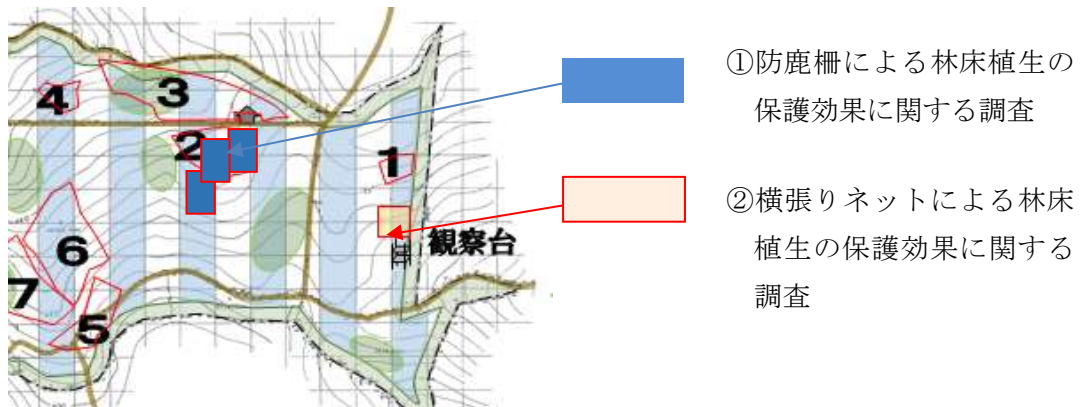 4
3
2
1
6
7
5
観察台
①防鹿柵による林床植生の
保護効果に関する調査
②横張りネットによる林床
植生の保護効果に関する
調査